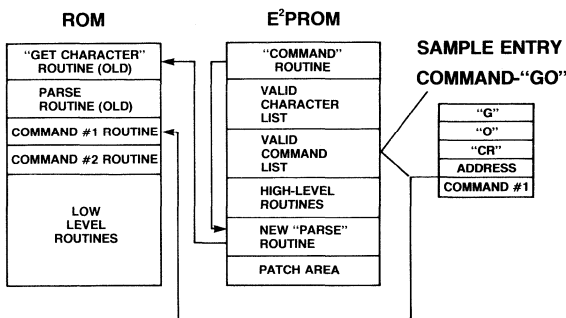 ROM
"GET CHARACTER"
ROUTINE (OLD)
PARSE
ROUTINE (OLD)
COMMAND #1 ROUTINE
COMMAND #2 ROUTINE
LOW
LEVEL
ROUTINES
E²PROM
"COMMAND"
ROUTINE
VALID
CHARACTER
LIST
VALID
COMMAND
LIST
HIGH-LEVEL
ROUTINES
NEW "PARSE"
ROUTINE
PATCH AREA
SAMPLE ENTRY
COMMAND-"GO"
"G"
"O"
"CR"
ADDRESS
COMMAND #1